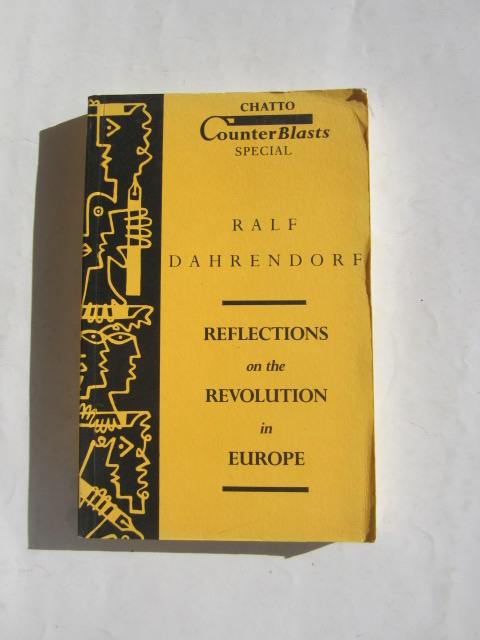 CHATTO
CounterBlasts
SPECIAL
RALF
DAHRENDORF
REFLECTIONS
on the
REVOLUTION
in
EUROPE